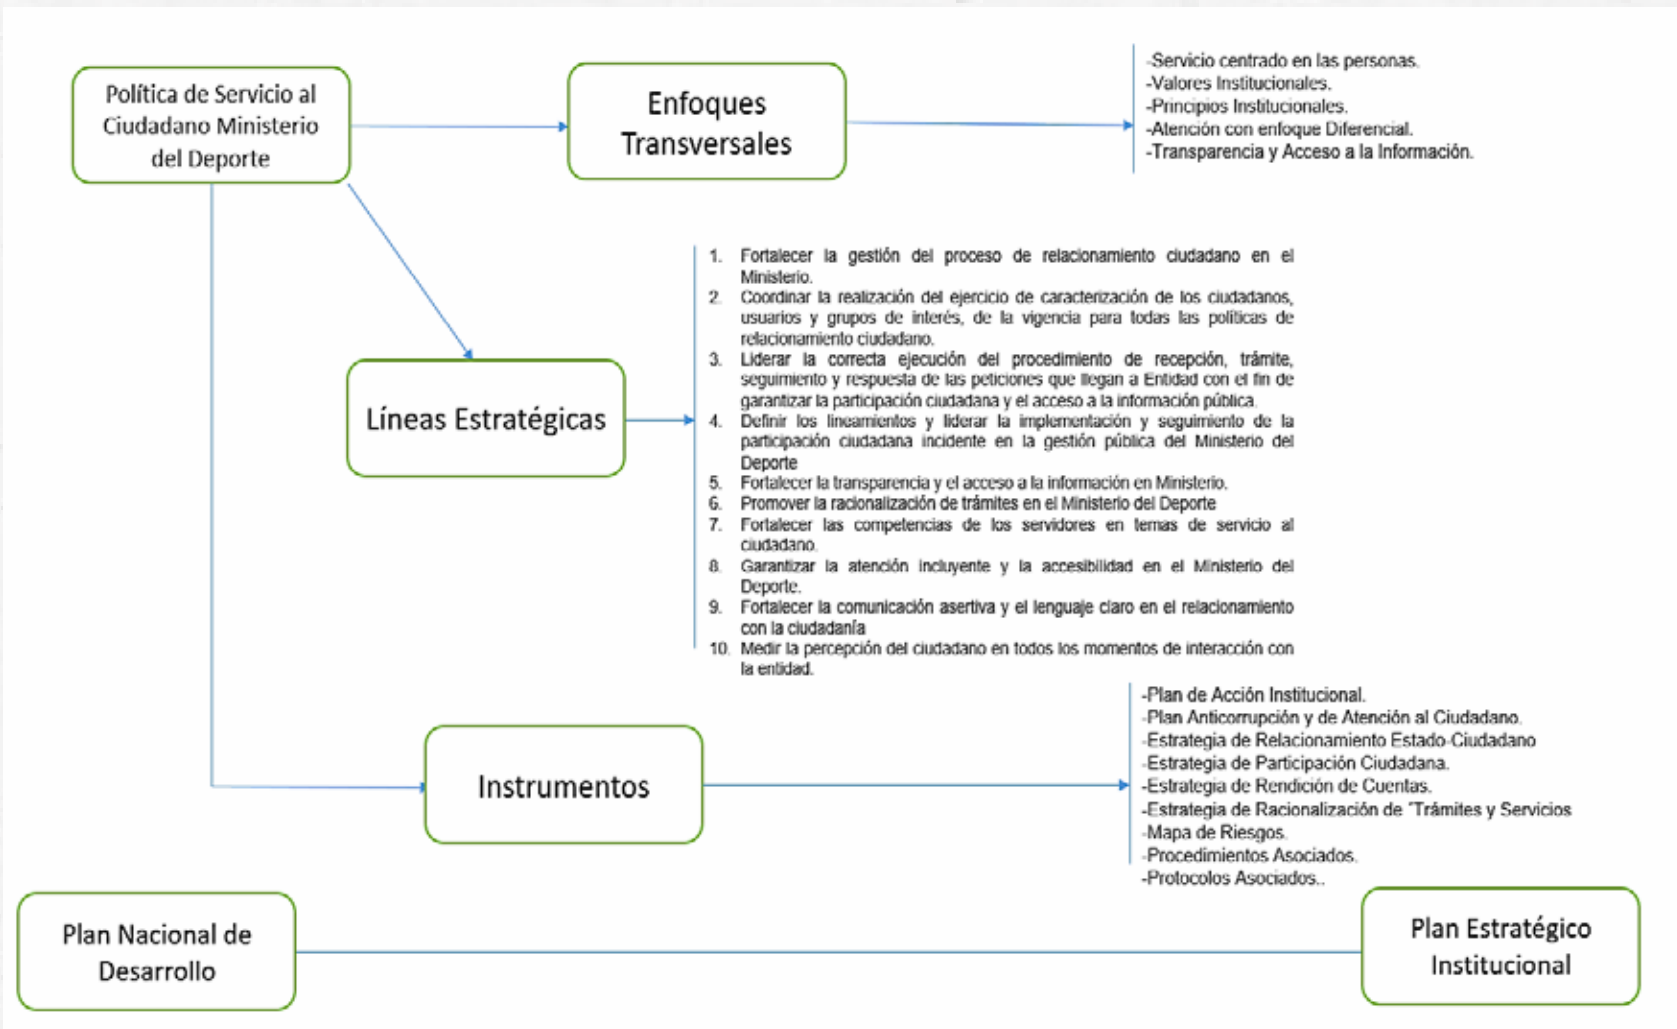 Política de Servicio al
Ciudadano Ministerio
del Deporte
Enfoques
Transversales
-Servicio centrado en las personas.
-Valores Institucionales.
-Principios Institucionales.
-Atención con enfoque Diferencial.
-Transparencia y Acceso a la Información.
Líneas Estratégicas
1. Fortalecer la gestión del proceso de relacionamiento ciudadano en el
Ministerio.
2. Coordinar la realización del ejercicio de caracterización de los ciudadanos,
usuarios y grupos de interés, de la vigencia para todas las políticas de
relacionamiento ciudadano.
3. Liderar la correcta ejecución del procedimiento de recepción, trámite,
seguimiento y respuesta de las peticiones que llegan a Entidad con el fin de
garantizar la participación ciudadana y el acceso a la información pública.
4. Definir los lineamientos y liderar la implementación y seguimiento de la
participación ciudadana incidente en la gestión pública del Ministerio del
Deporte
5. Fortalecer la transparencia y el acceso a la información en Ministerio.
6. Promover la racionalización de trámites en el Ministerio del Deporte
7. Fortalecer las competencias de los servidores en temas de servicio al
ciudadano.
8. Garantizar la atención incluyente y la accesibilidad en el Ministerio del
Deporte.
9. Fortalecer la comunicación asertiva y el lenguaje claro en el relacionamiento
con la ciudadanía
10. Medir la percepción del ciudadano en todos los momentos de interacción con
la entidad.
Instrumentos
-Plan de Acción Institucional.
-Plan Anticorrupción y de Atención al Ciudadano.
-Estrategia de Relacionamiento Estado-Ciudadano
-Estrategia de Participación Ciudadana.
-Estrategia de Rendición de Cuentas.
-Estrategia de Racionalización de ´Trámites y Servicios
-Mapa de Riesgos.
-Procedimientos Asociados.
-Protocolos Asociados..
Plan Nacional de
Desarrollo
Plan Estratégico
Institucional